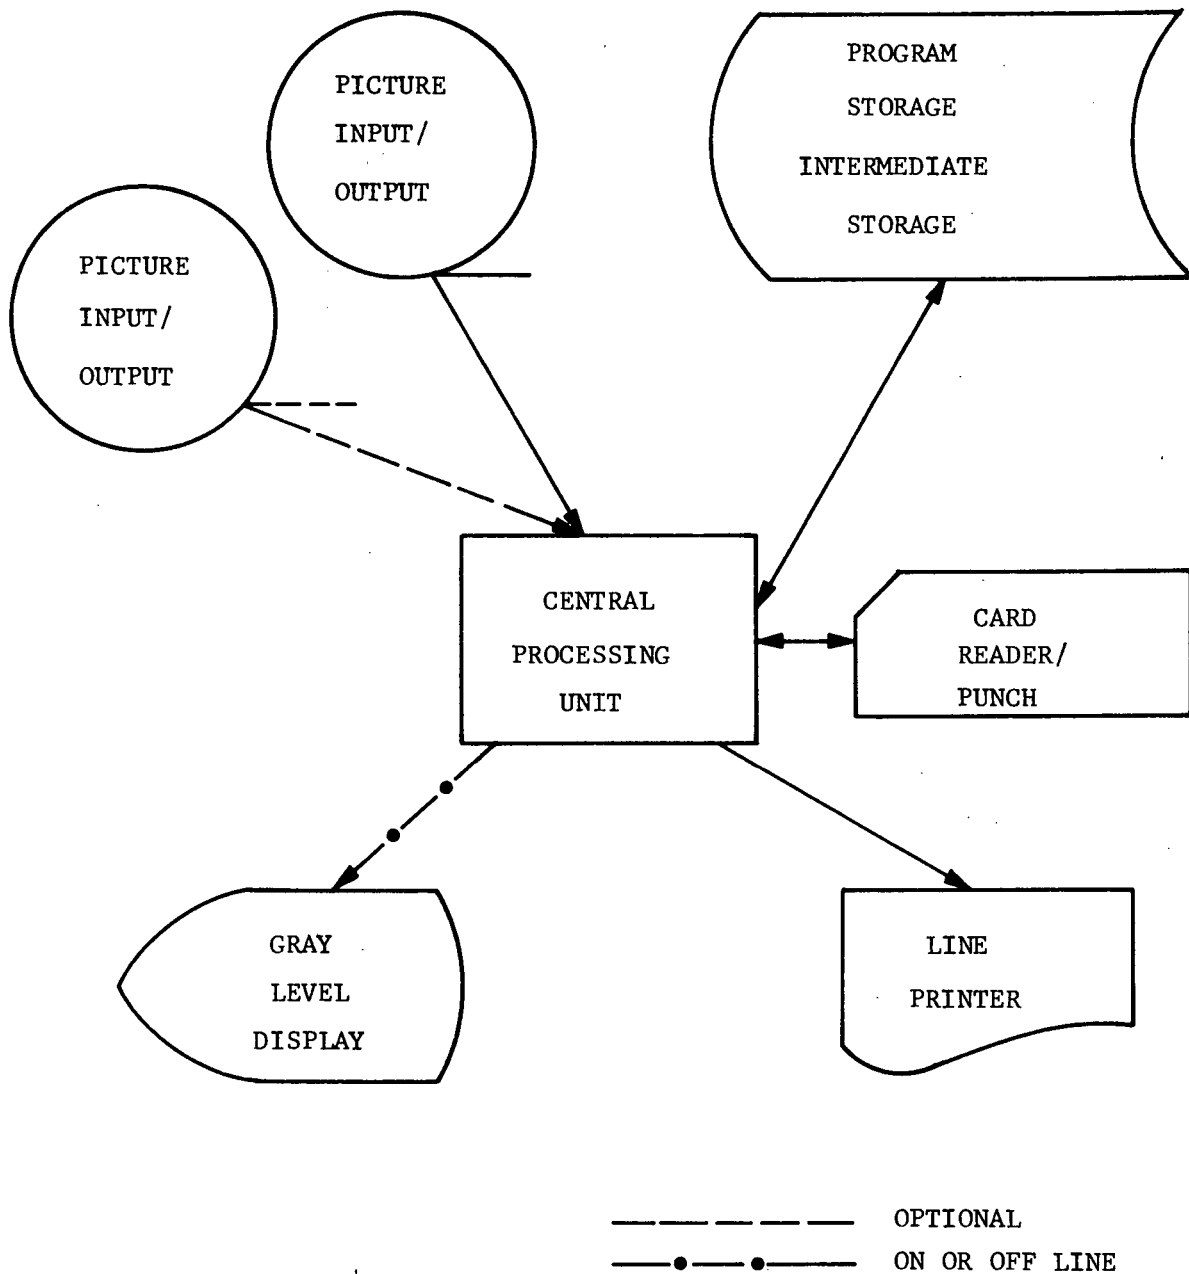 PICTURE
INPUT/
OUTPUT
PICTURE
INPUT/
OUTPUT
PROGRAM
STORAGE
INTERMEDIATE
STORAGE
CENTRAL
PROCESSING
UNIT
CARD
READER/
PUNCH
GRAY
LEVEL
DISPLAY
LINE
PRINTER
OPTIONAL
ON OR OFF LINE